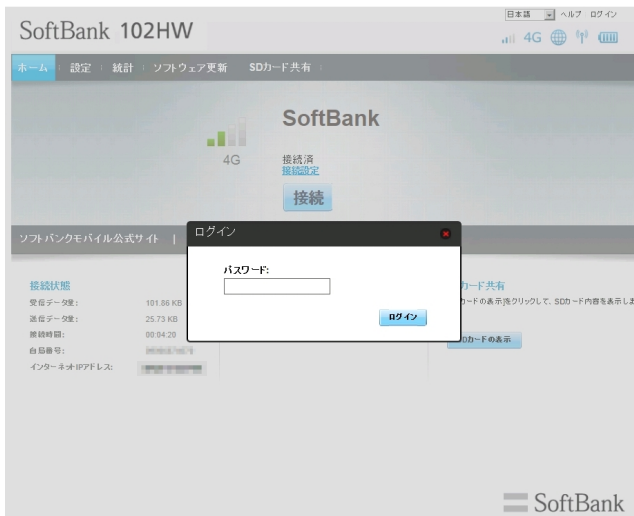 日本語 ヘルプ ログイン
SoftBank 102HW
4G
ホーム 設定 統計 ソフトウェア更新 SDカード共有
SoftBank
4G
接続済
接続設定
接続
ソフトバンクモバイル公式サイト |
ログイン
パスワード:
ログイン
接続状態
受信データ量: 101.86 KB
送信データ量: 25.73 KB
接続時間: 00:04:20
自局番号:
インターネットIPアドレス:
カード共有
カードの表示]をクリックして、SDカード内容を表示しま
Dカードの表示
SoftBank